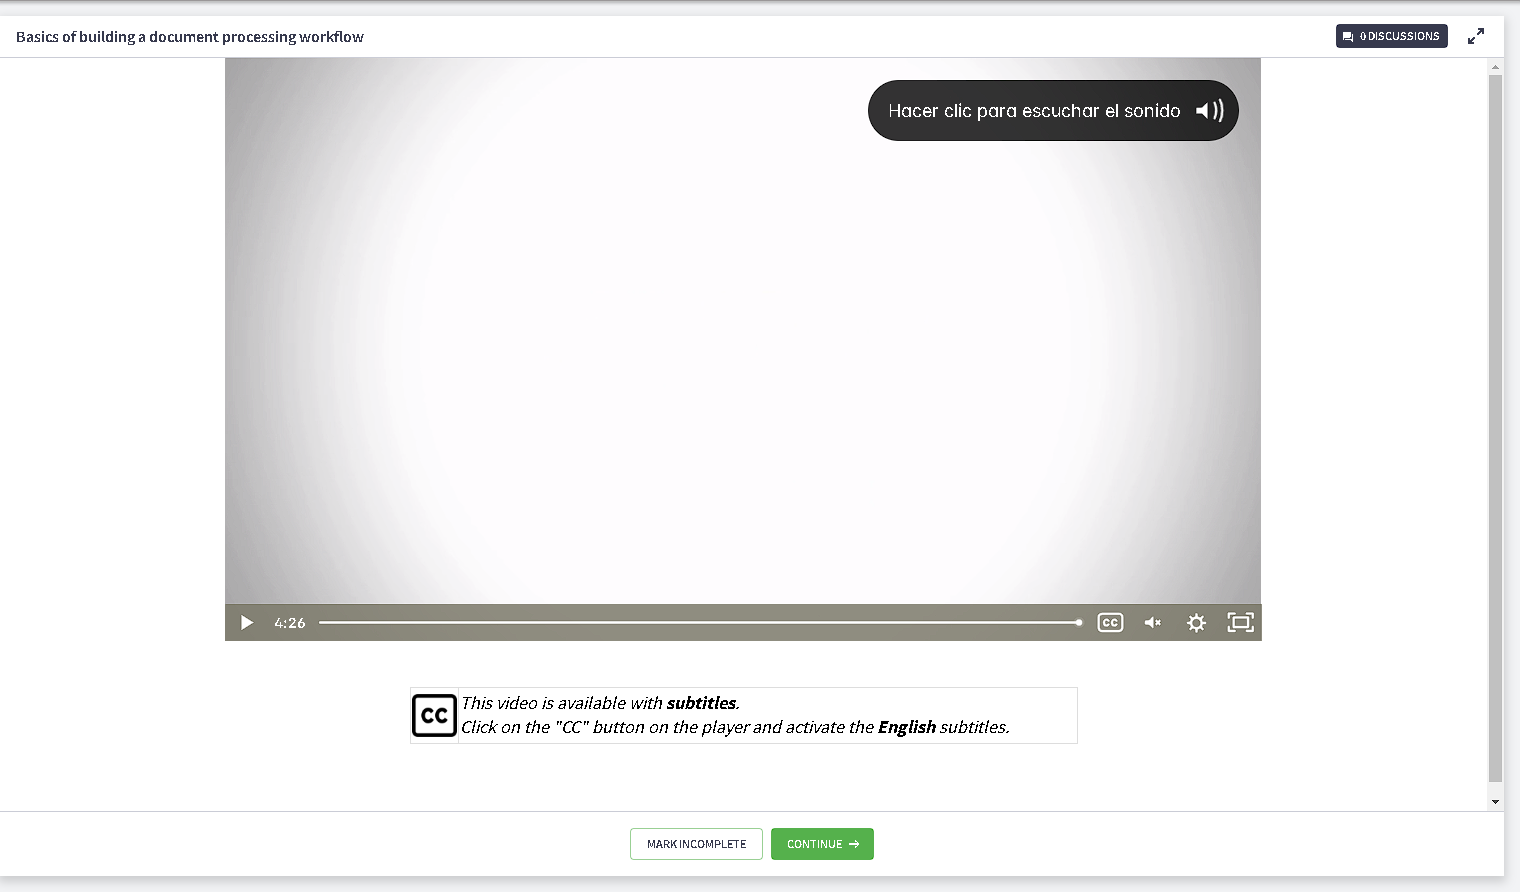 Basics of building a document processing workflow
0 DISCUSSIONS
Hacer clic para escuchar el sonido
4:26
CC
CC
This video is available with subtitles.
Click on the "CC" button on the player and activate the English subtitles.
MARK INCOMPLETE
CONTINUE →